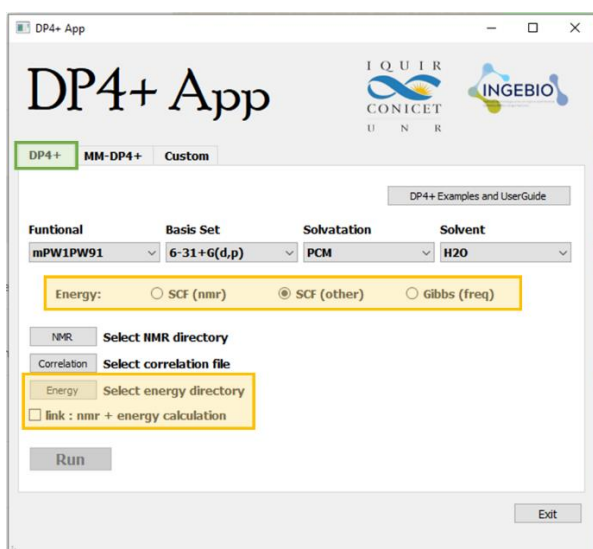 DP4+ App
DP4+ App
I Q U I R
CONICET
U N R
INGEBIO
DP4+ MM-DP4+ Custom
DP4+ Examples and UserGuide
Funtional Basis Set Solvatation Solvent
mPW1PW91 6-31+G(d,p) PCM H2O
Energy: SCF (nmr) SCF (other) Gibbs (freq)
NMR Select NMR directory
Correlation Select correlation file
Energy Select energy directory
link : nmr + energy calculation
Run
Exit